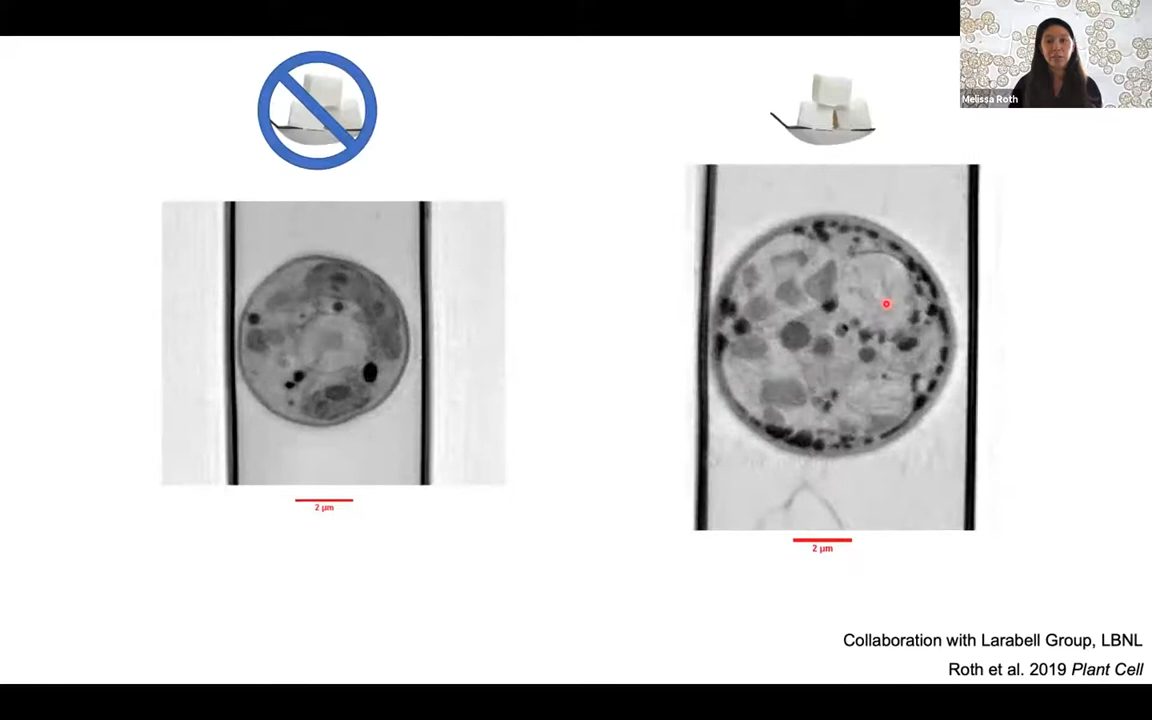 Melissa Roth
2 μm
2 μm
Collaboration with Larabell Group, LBNL
Roth et al. 2019 Plant Cell